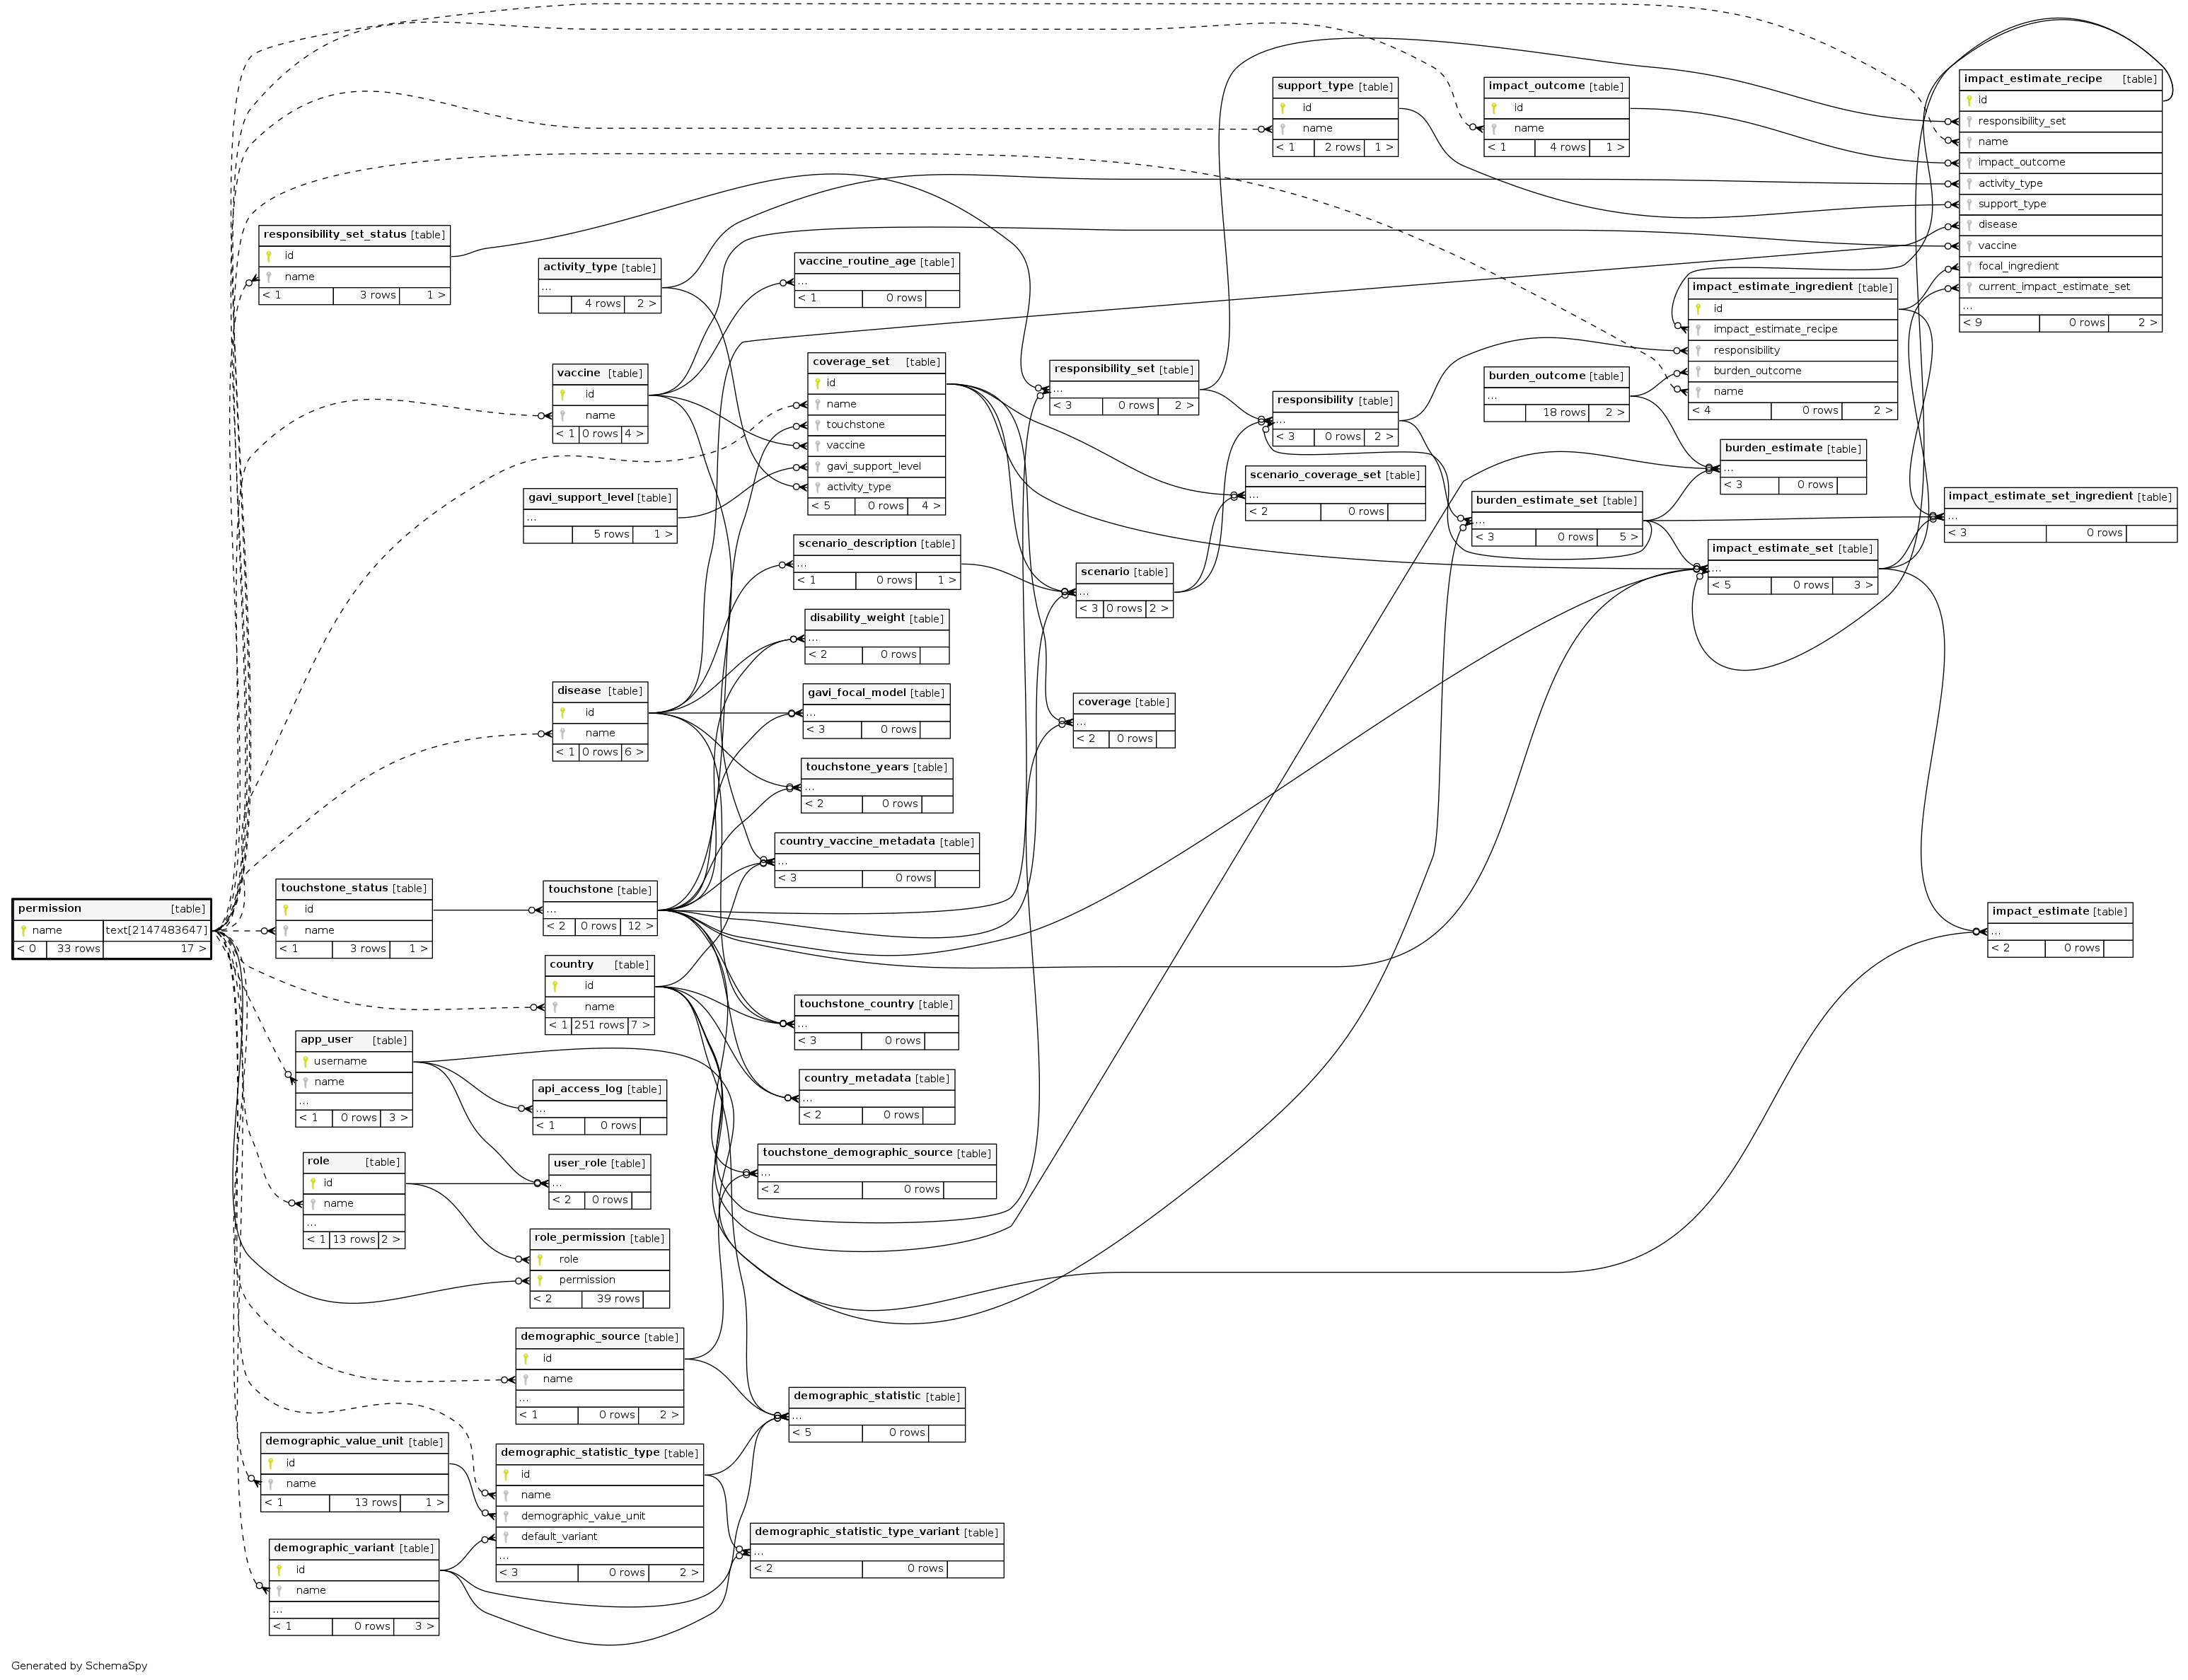 support_type [table]
id
name
< 1 2 rows 1 >
impact_outcome [table]
id
name
< 1 4 rows 1 >
impact_estimate_recipe [table]
id
responsibility_set
name
impact_outcome
activity_type
support_type
disease
vaccine
focal_ingredient
current_impact_estimate_set
...
< 9 0 rows 2 >
responsibility_set_status [table]
id
name
< 1 3 rows 1 >
activity_type [table]
...
4 rows 2 >
vaccine_routine_age [table]
...
< 1 0 rows
impact_estimate_ingredient [table]
id
impact_estimate_recipe
responsibility
burden_outcome
name
< 4 0 rows 2 >
vaccine [table]
id
name
< 1 0 rows 4 >
coverage_set [table]
id
name
touchstone
vaccine
gavi_support_level
activity_type
< 5 0 rows 4 >
responsibility_set [table]
...
< 3 0 rows 2 >
responsibility [table]
...
< 3 0 rows 2 >
burden_outcome [table]
...
18 rows 2 >
burden_estimate [table]
...
< 3 0 rows
gavi_support_level [table]
...
5 rows 1 >
scenario_coverage_set [table]
...
< 2 0 rows
burden_estimate_set [table]
...
< 3 0 rows 5 >
impact_estimate_set_ingredient [table]
...
< 3 0 rows
scenario_description [table]
...
< 1 0 rows 1 >
scenario [table]
...
< 3 0 rows 2 >
impact_estimate_set [table]
...
< 5 0 rows 3 >
disability_weight [table]
...
< 2 0 rows
disease [table]
id
name
< 1 0 rows 6 >
gavi_focal_model [table]
...
< 3 0 rows
coverage [table]
...
< 2 0 rows
touchstone_years [table]
...
< 2 0 rows
country_vaccine_metadata [table]
...
< 3 0 rows
permission [table]
name text[2147483647]
< 0 33 rows 17 >
touchstone_status [table]
id
name
< 1 3 rows 1 >
touchstone [table]
...
< 2 0 rows 12 >
impact_estimate [table]
...
< 2 0 rows
country [table]
id
name
< 1 251 rows 7 >
touchstone_country [table]
...
< 3 0 rows
app_user [table]
username
name
...
< 1 0 rows 3 >
api_access_log [table]
...
< 1 0 rows
country_metadata [table]
...
< 2 0 rows
role [table]
id
name
...
< 1 13 rows 2 >
user_role [table]
...
< 2 0 rows
touchstone_demographic_source [table]
...
< 2 0 rows
role_permission [table]
role
permission
< 2 39 rows
demographic_source [table]
id
name
...
< 1 0 rows 2 >
demographic_statistic [table]
...
< 5 0 rows
demographic_value_unit [table]
id
name
< 1 13 rows 1 >
demographic_statistic_type [table]
id
name
demographic_value_unit
default_variant
...
< 3 0 rows 2 >
demographic_statistic_type_variant [table]
...
< 2 0 rows
demographic_variant [table]
id
name
...
< 1 0 rows 3 >
Generated by SchemaSpy